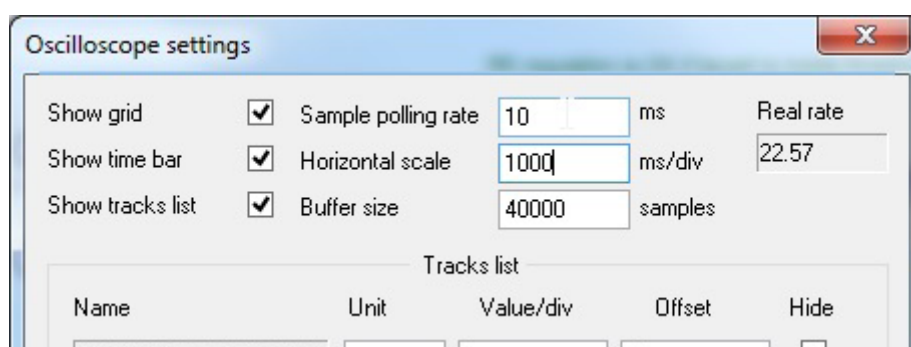 Oscilloscope settings
Show grid Sample polling rate 10 ms Real rate
Show time bar Horizontal scale 1000 ms/div 22.57
Show tracks list Buffer size 40000 samples
Tracks list
Name Unit Value/div Offset Hide